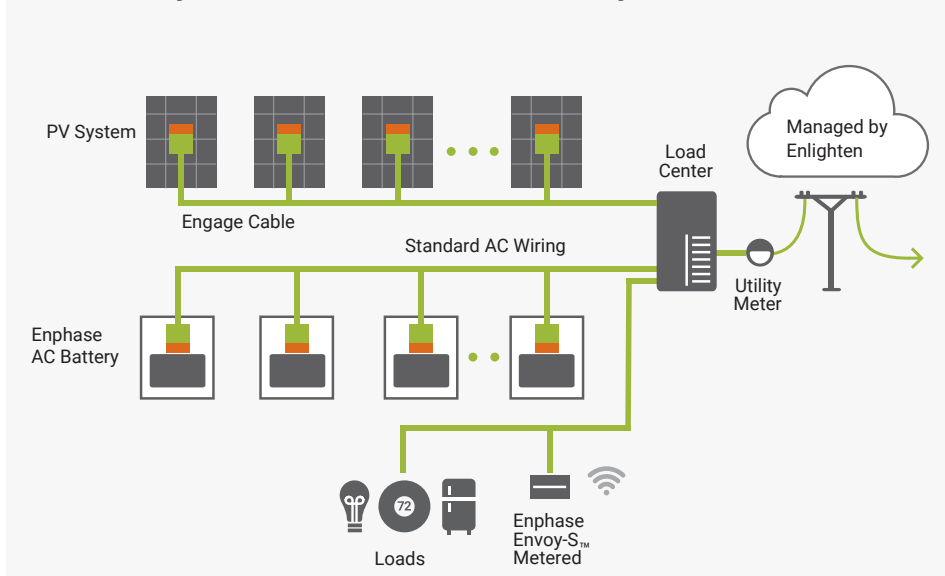 PV System
Engage Cable
Load
Center
Managed by
Enlighten
Standard AC Wiring
Utility
Meter
Enphase
AC Battery
72
Loads
Enphase
Envoy-S™
Metered